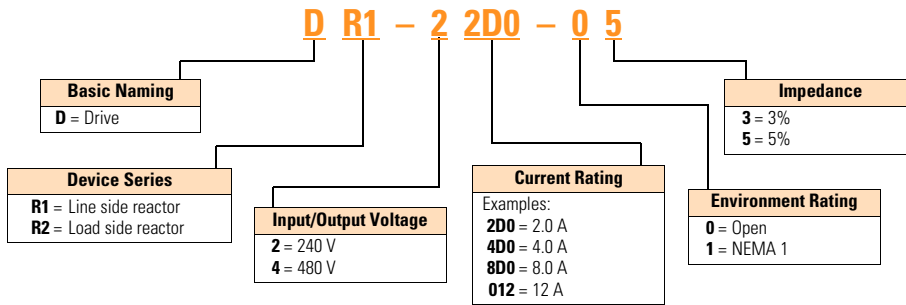 D R1 – 2 2D0 – 0 5
Basic Naming
D = Drive
Device Series
R1 = Line side reactor
R2 = Load side reactor
Input/Output Voltage
2 = 240 V
4 = 480 V
Current Rating
Examples:
2D0 = 2.0 A
4D0 = 4.0 A
8D0 = 8.0 A
012 = 12 A
Environment Rating
0 = Open
1 = NEMA 1
Impedance
3 = 3%
5 = 5%